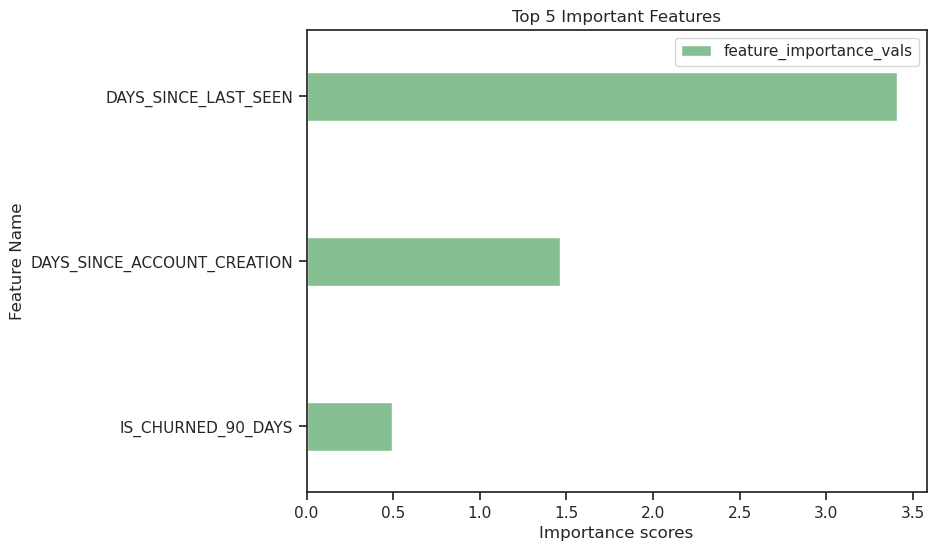 Top 5 Important Features
feature_importance_vals
Feature Name
DAYS_SINCE_LAST_SEEN
DAYS_SINCE_ACCOUNT_CREATION
IS_CHURNED_90_DAYS
0.0 0.5 1.0 1.5 2.0 2.5 3.0 3.5
Importance scores